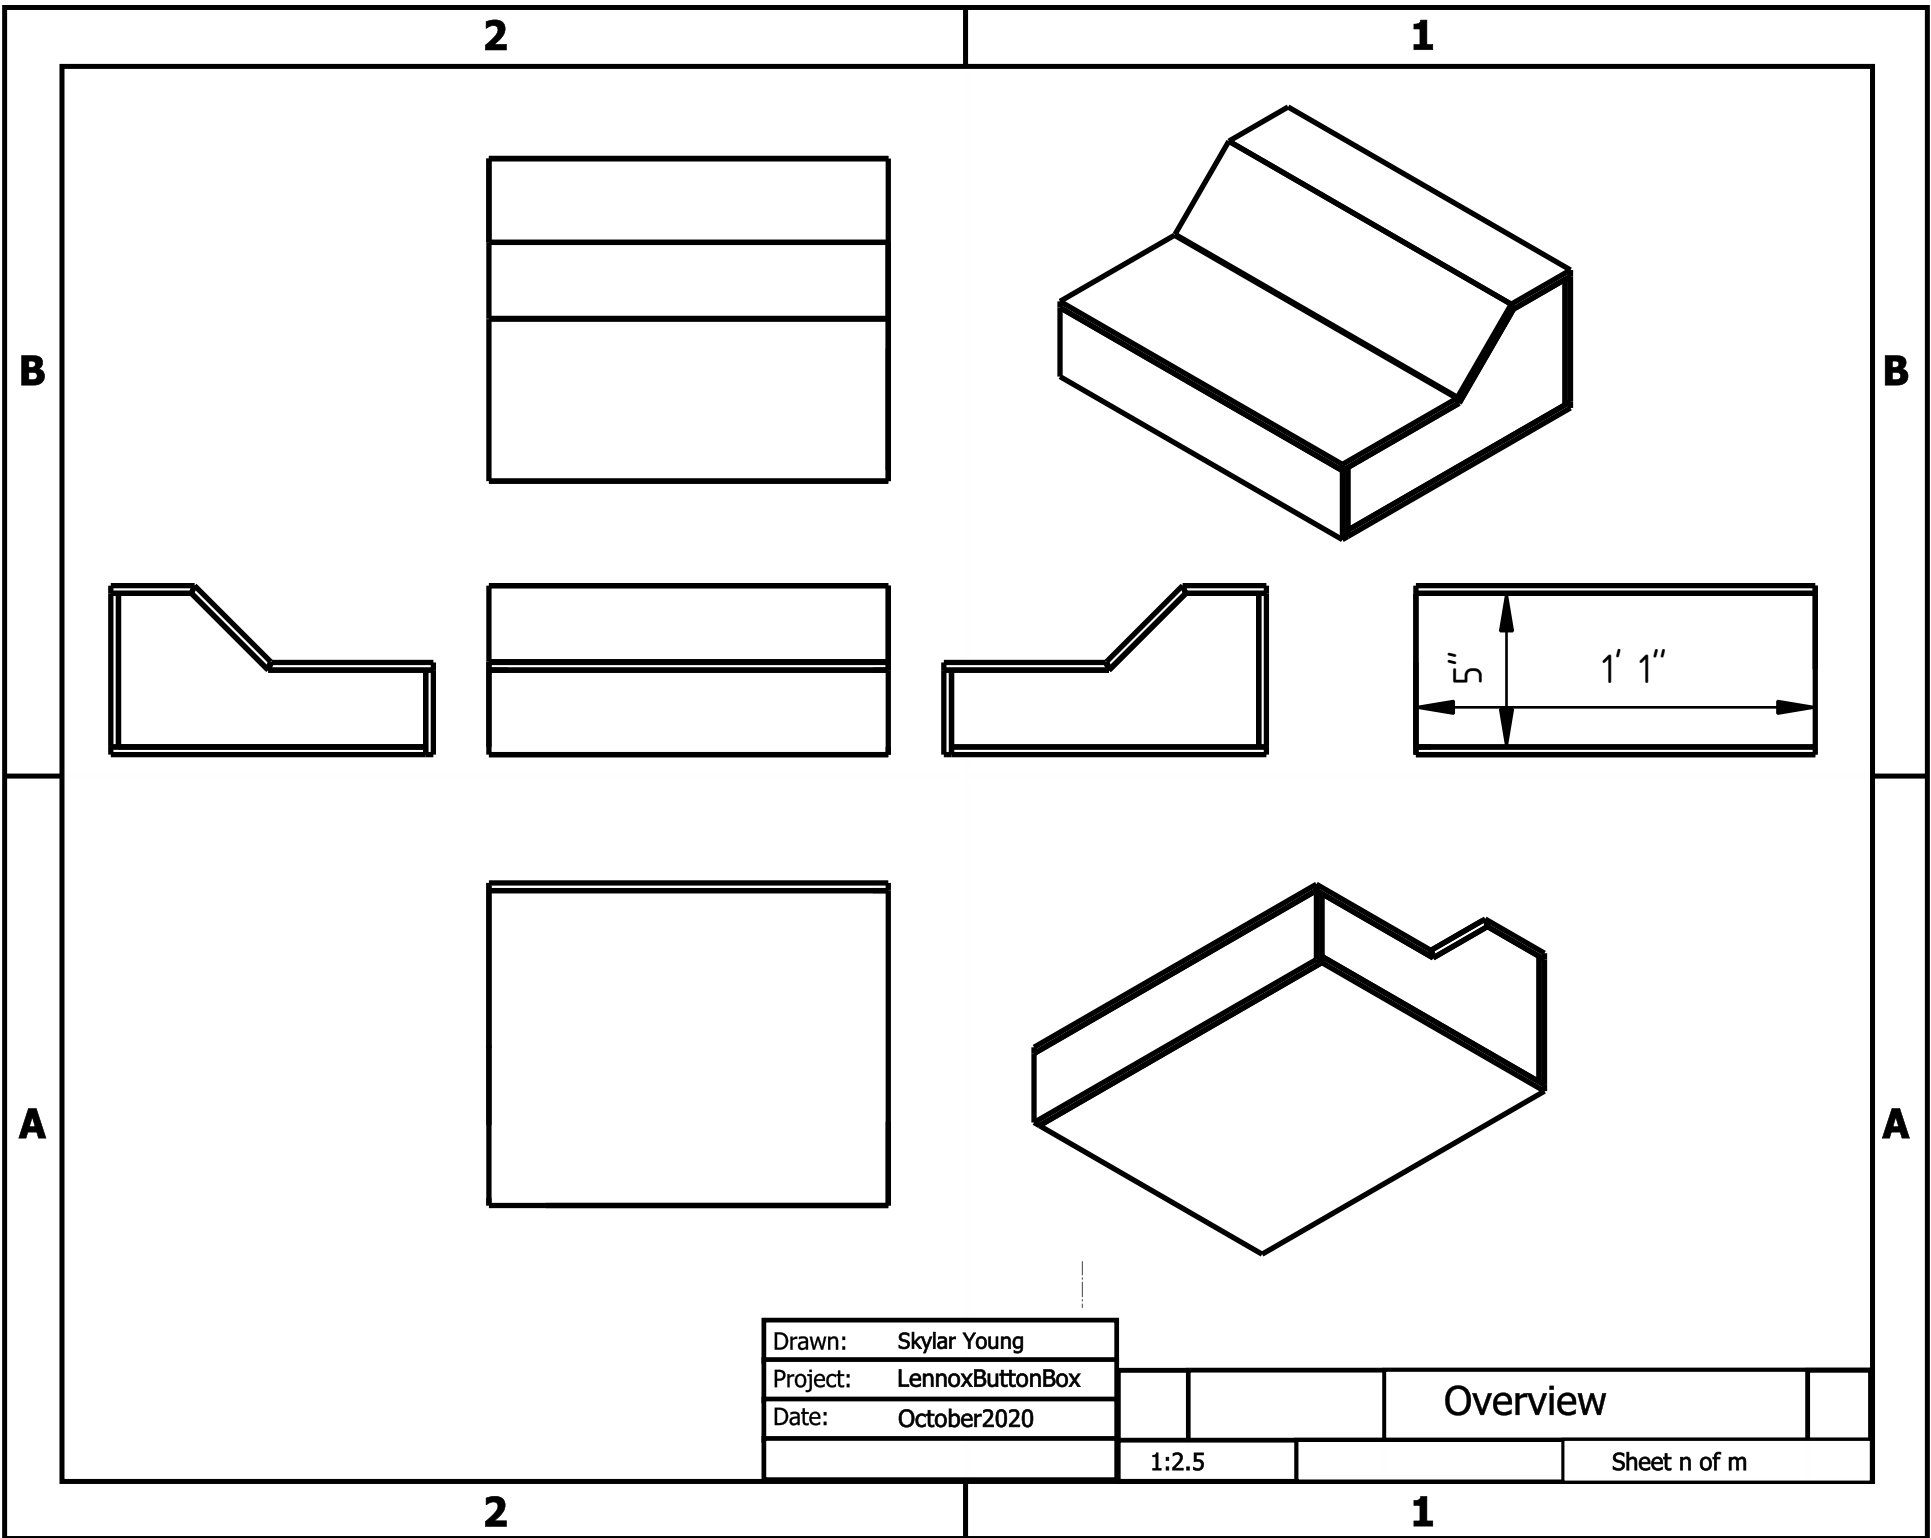 2 1
B B
5" 1' 1"
A A
Drawn: Skylar Young
Project: LennoxButtonBox
Date: October2020
Overview
1:2.5 Sheet n of m
2 1